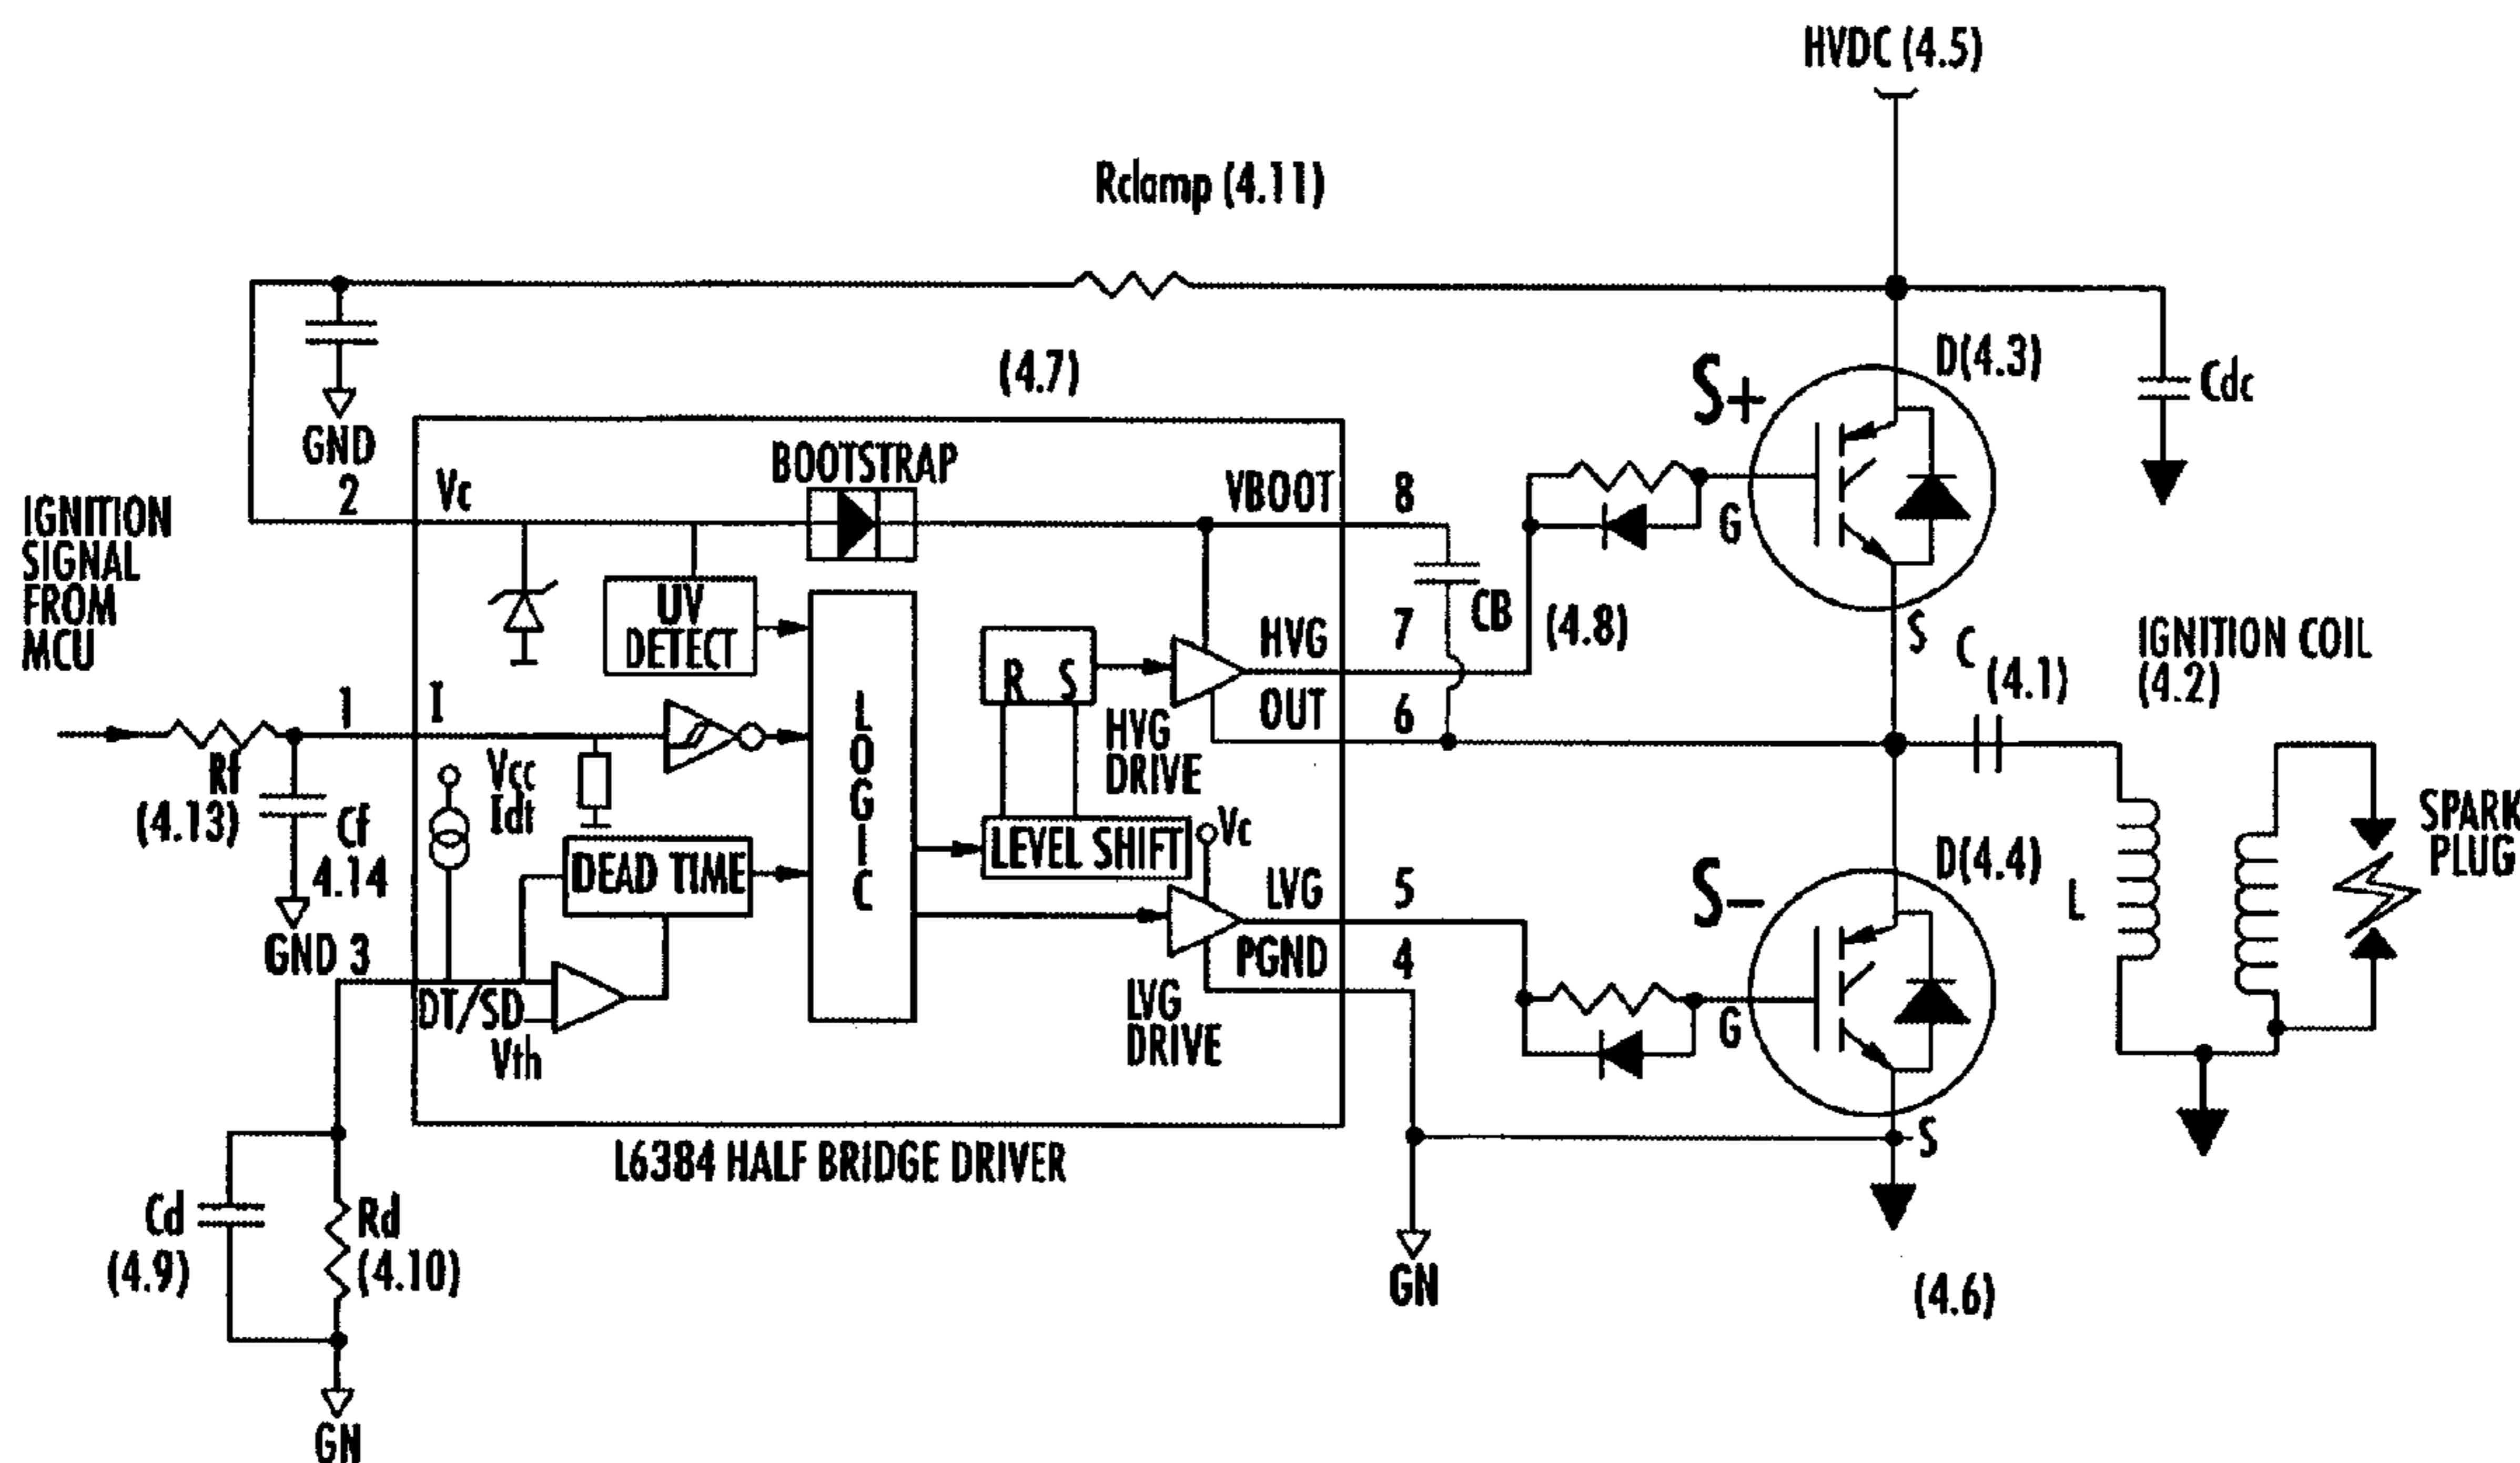 HVDC (4.5)
Rclamp (4.11)
D(4.3)
(4.7)
S+
Cdc
GND
2
Vc
BOOTSTRAP
VBOOT
8
IGNITION
SIGNAL
FROM
MCU
G
UV
DETECT
CB
7
(4.8)
HVG
R S
S
C
(4.1)
IGNITION COIL
(4.2)
1
I
OUT
6
HVG
DRIVE
LOGIC
Rf
(4.13)
Vcc
Idt
Cf
4.14
Vc
SPARK
PLUG
LEVEL SHIFT
DEAD TIME
D(4.4)
S-
L
LVG
5
GND 3
PGND
4
DT/SD
Vth
LVG
DRIVE
G
L6384 HALF BRIDGE DRIVER
S
Cd
(4.9)
Rd
(4.10)
GN
(4.6)
GN